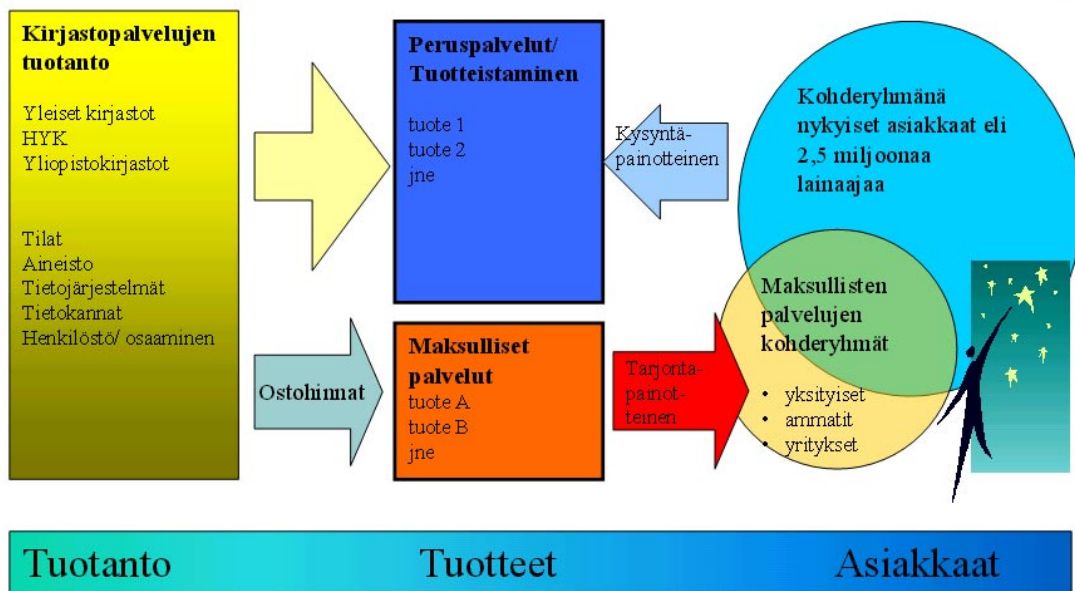 Kirjastopalvelujen
tuotanto
Yleiset kirjastot
HYK
Yliopistokirjastot
Tilat
Aineisto
Tietojärjestelmät
Tietokannat
Henkilöstö/ osaaminen
Ostohinnat
Peruspalvelut/
Tuotteistaminen
tuote 1
tuote 2
jne
Maksulliset
palvelut
tuote A
tuote B
jne
Kysyntä-
painotteinen
Tarjonta-
painot-
teinen
Kohderyhmänä
nykyiset asiakkaat eli
2,5 miljoonaa
lainaajaa
Maksullisten
palvelujen
kohderyhmät
• yksityiset
• ammatit
• yritykset
Tuotanto
Tuotteet
Asiakkaat